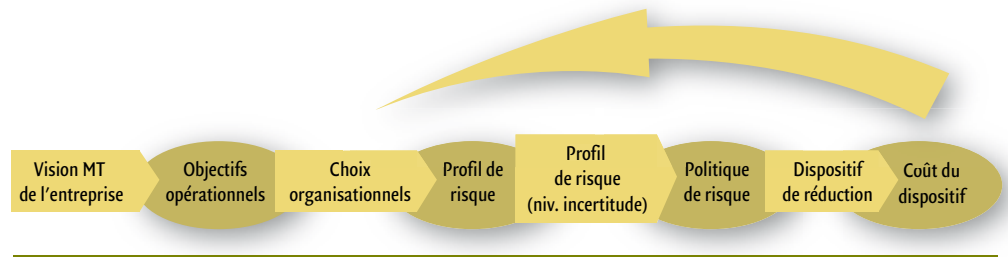 Vision MT
de l'entreprise
Objectifs
opérationnels
Choix
organisationnels
Profil de
risque
Profil
de risque
(niv. incertitude)
Politique
de risque
Dispositif
de réduction
Coût du
dispositif